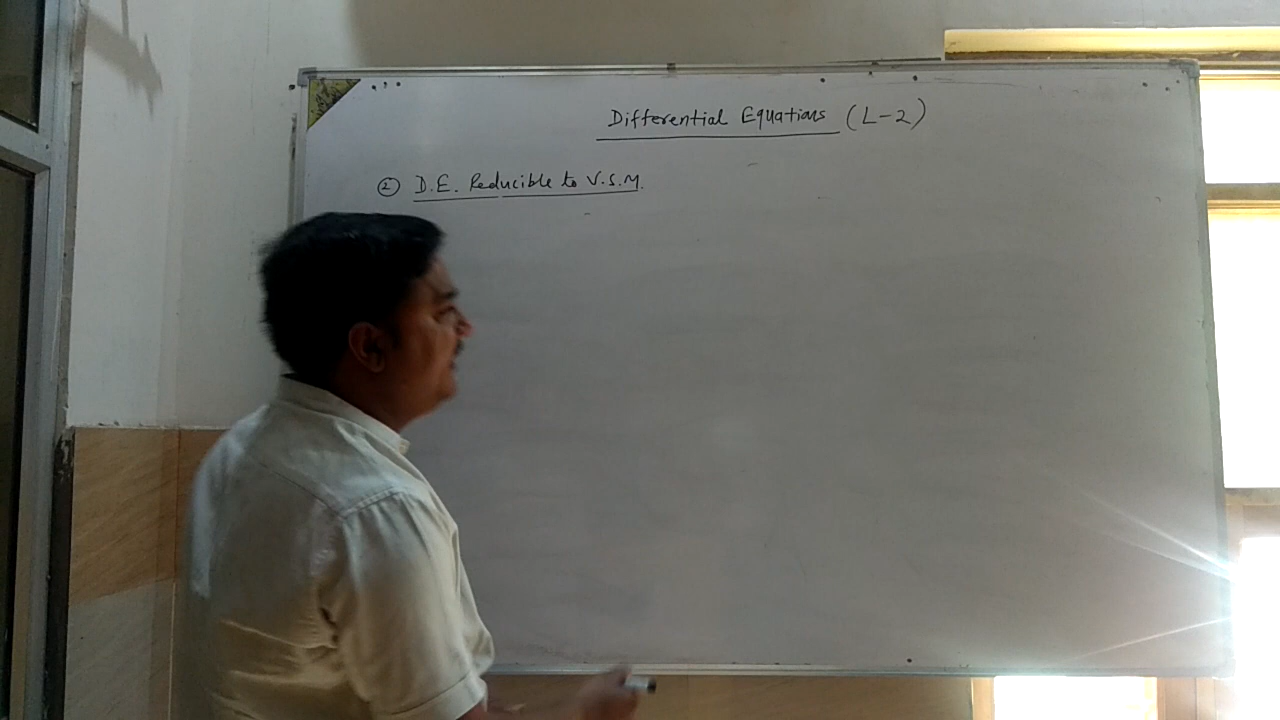 Differential Equations (L-2)
② D.E. Reducible to V.S.M.